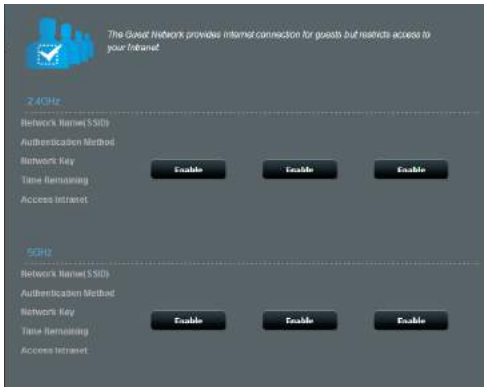 The Guest Network provides Internet connection for guests but restricts access to
your Intranet
2.4GHz
Network Name(SSID)
Authentication Method
Network Key
Enable Enable Enable
Time Remaining
Access Intranet
5GHz
Network Name(SSID)
Authentication Method
Network Key
Enable Enable Enable
Time Remaining
Access Intranet